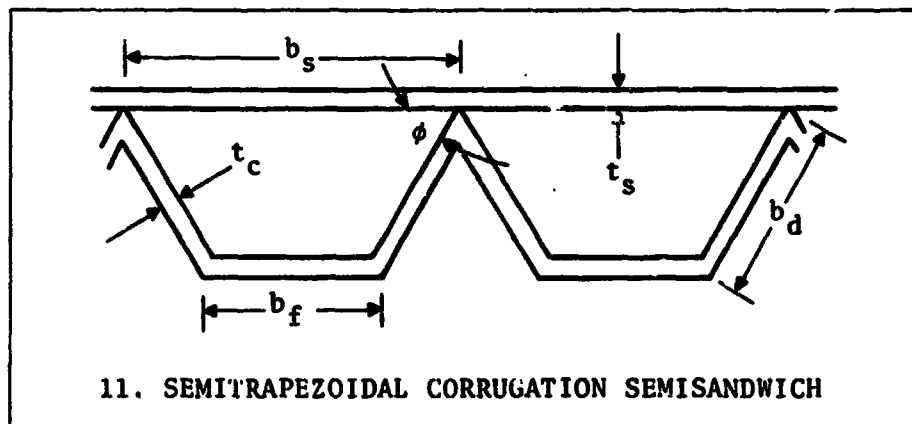 b_s
ø
t_c
t_s
b_d
b_f
11. SEMITRAPEZOIDAL CORRUGATION SEMISANDWICH